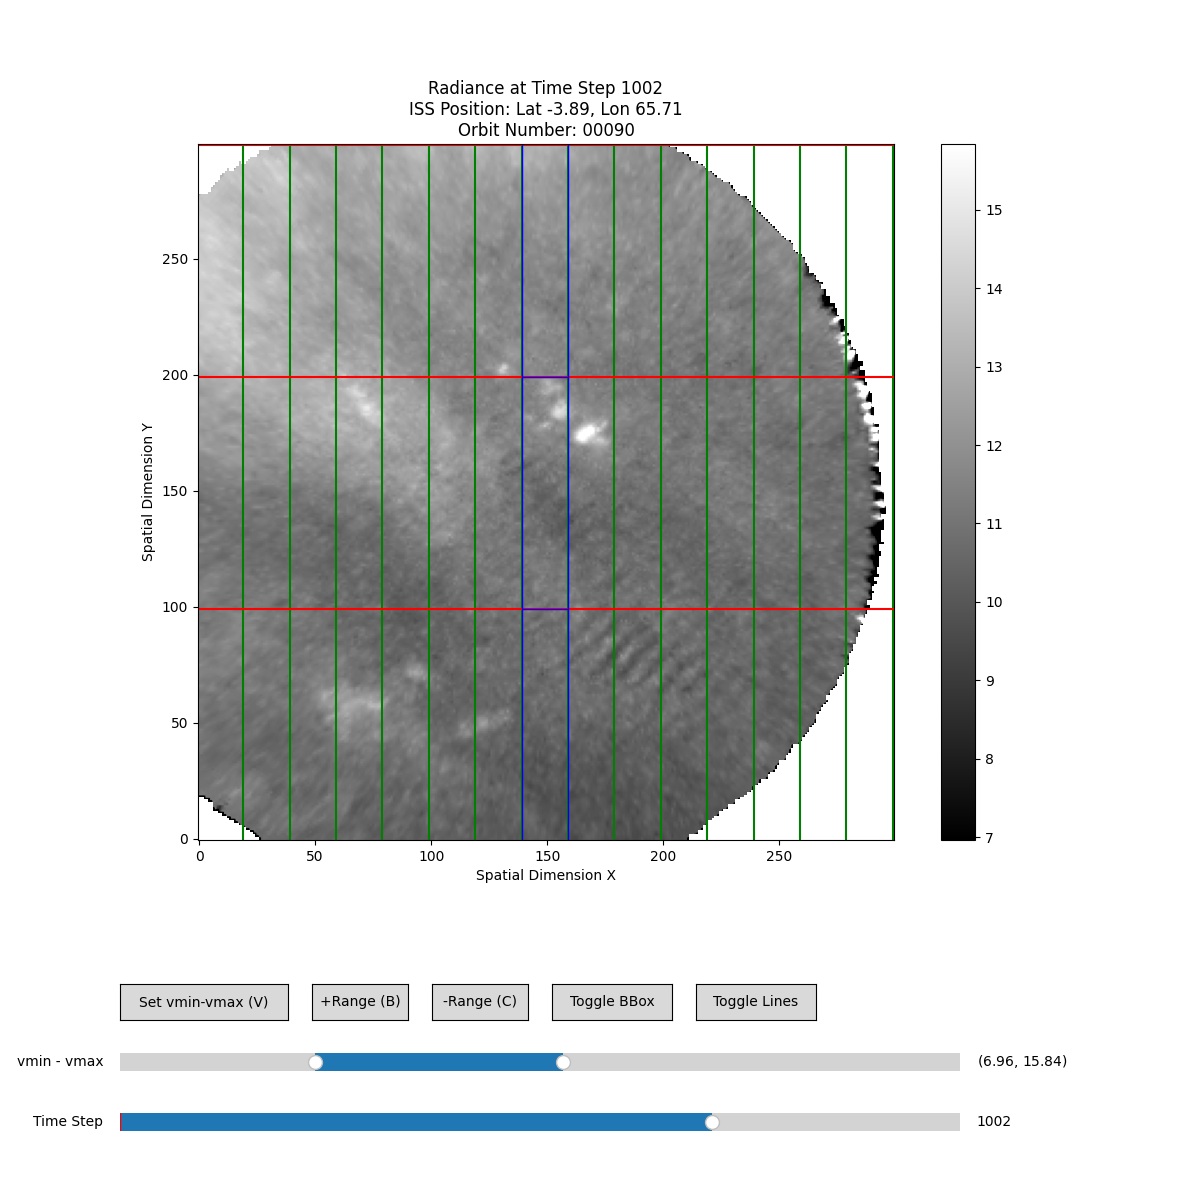 Radiance at Time Step 1002
ISS Position: Lat -3.89, Lon 65.71
Orbit Number: 00090
Spatial Dimension Y
250
200
150
100
50
0
0 50 100 150 200 250
Spatial Dimension X
15
14
13
12
11
10
9
8
7
Set vmin-vmax (V) +Range (B) -Range (C) Toggle BBox Toggle Lines
vmin - vmax (6.96, 15.84)
Time Step 1002